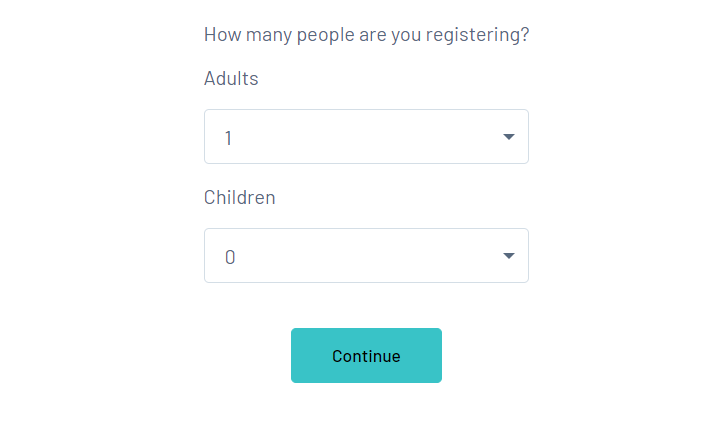 How many people are you registering?
Adults
1
Children
0
Continue